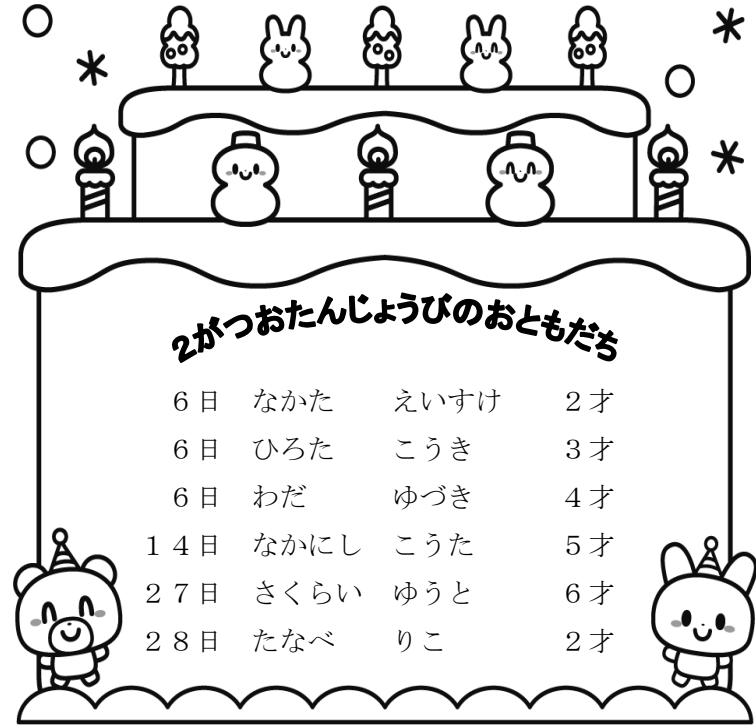 2がつおたんじょうびのおともだち
６日　なかた　えいすけ　２才
６日　ひろた　こうき　３才
６日　わだ　ゆづき　４才
１４日　なかにし　こうた　５才
２７日　さくらい　ゆうと　６才
２８日　たなべ　りこ　２才